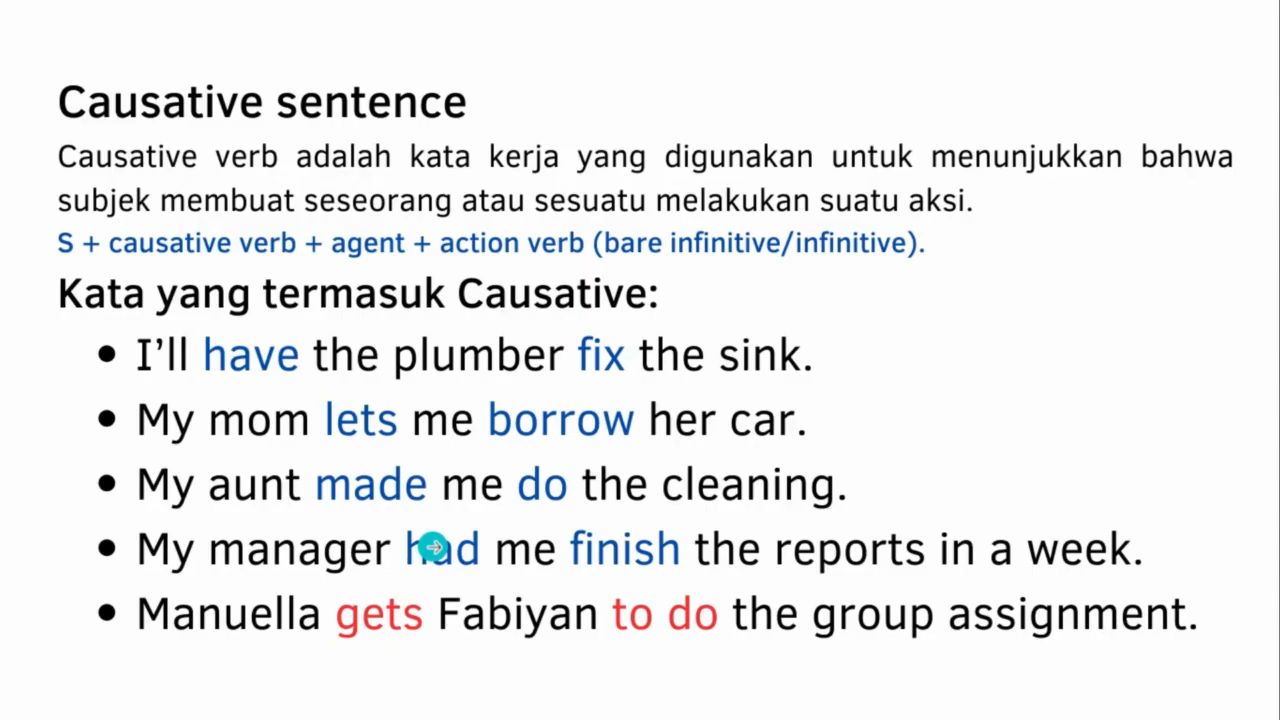 Causative sentence
Causative verb adalah kata kerja yang digunakan untuk menunjukkan bahwa
subjek membuat seseorang atau sesuatu melakukan suatu aksi.
S + causative verb + agent + action verb (bare infinitive/infinitive).
Kata yang termasuk Causative:
• I'll have the plumber fix the sink.
• My mom lets me borrow her car.
• My aunt made me do the cleaning.
• My manager had me finish the reports in a week.
• Manuella gets Fabiyan to do the group assignment.